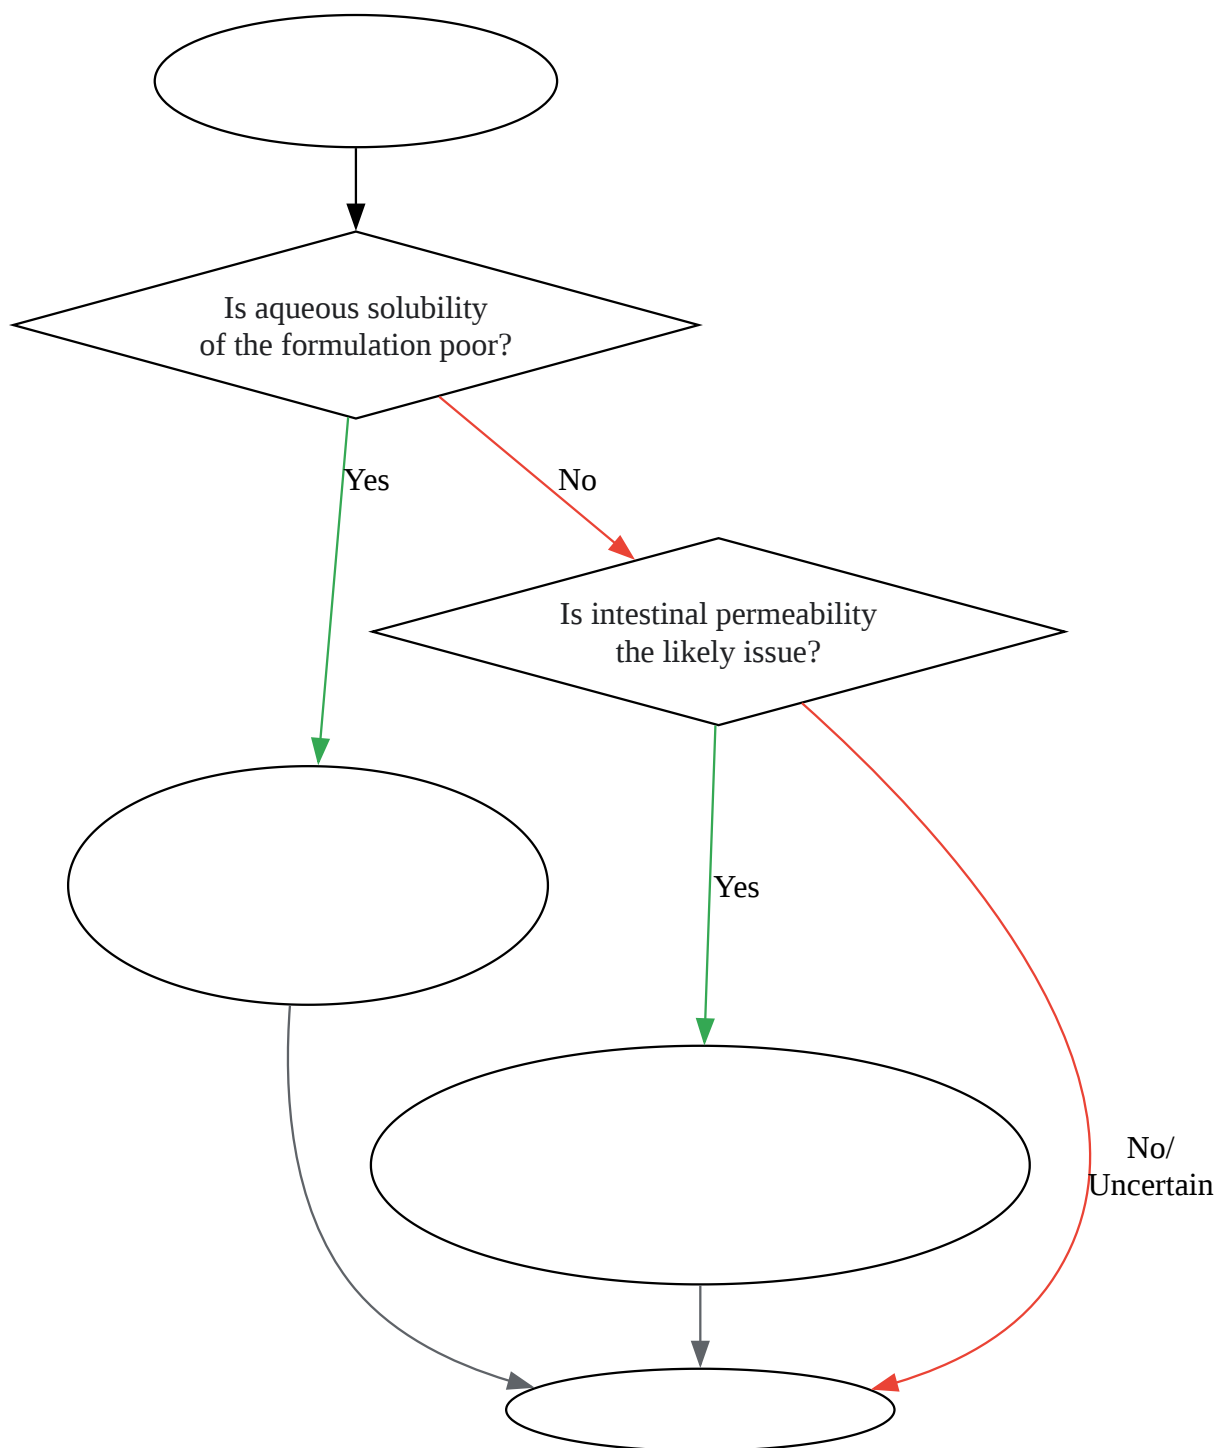 Is aqueous solubility
of the formulation poor?
Yes
No
Is intestinal permeability
the likely issue?
Yes
No/
Uncertain